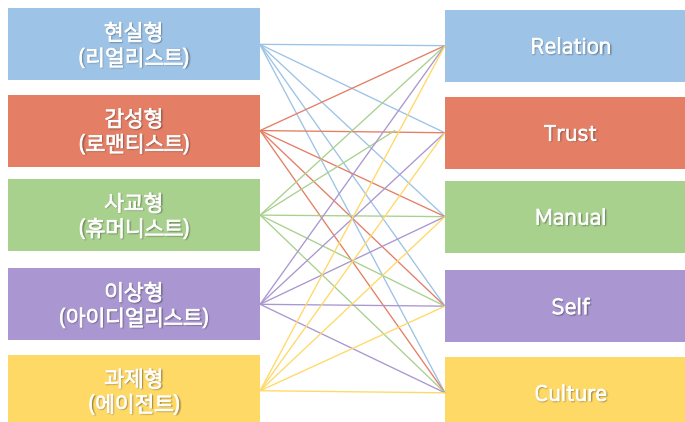 현실형
(리얼리스트)
Relation
감성형
(로맨티스트)
Trust
사교형
(휴머니스트)
Manual
이상형
(아이디얼리스트)
Self
과제형
(에이전트)
Culture